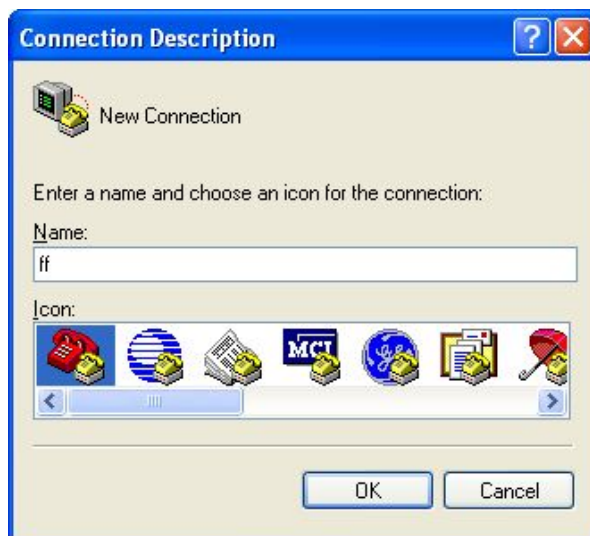 Connection Description
New Connection
Enter a name and choose an icon for the connection:
Name:
ff
Icon:
MCI
OK Cancel